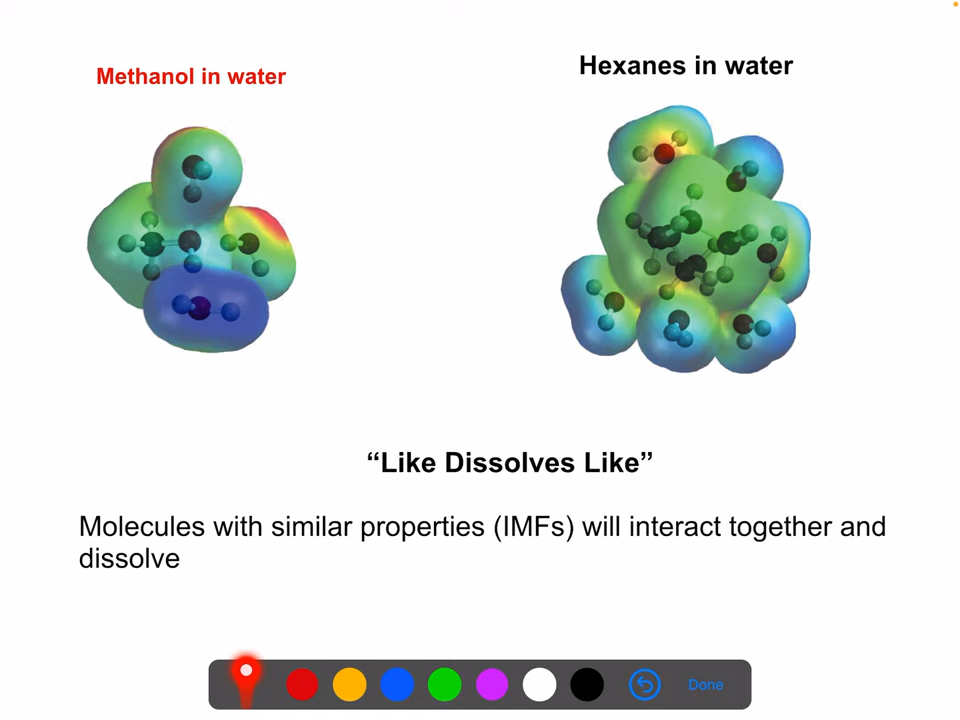 Methanol in water
Hexanes in water
“Like Dissolves Like”
Molecules with similar properties (IMFs) will interact together and
dissolve
Done